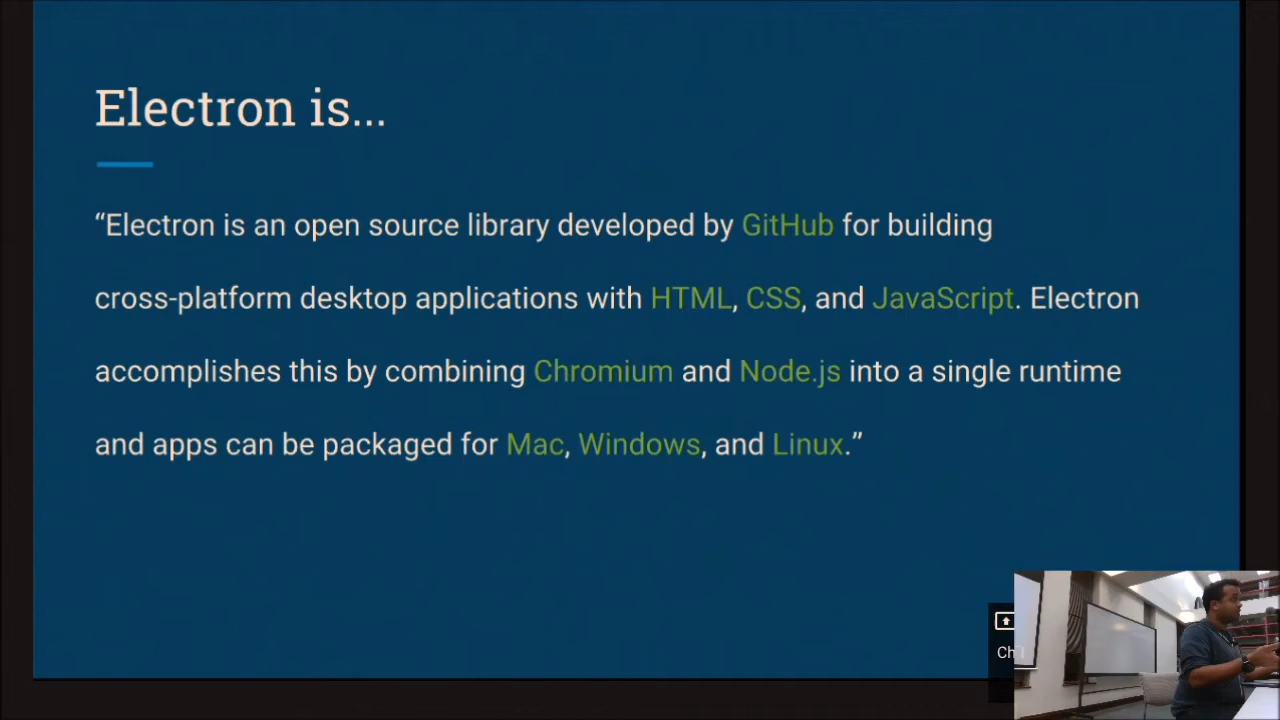 Electron is...
“Electron is an open source library developed by GitHub for building
cross-platform desktop applications with HTML, CSS, and JavaScript. Electron
accomplishes this by combining Chromium and Node.js into a single runtime
and apps can be packaged for Mac, Windows, and Linux.”